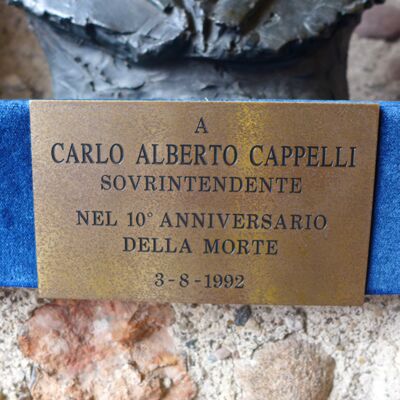 A
CARLO ALBERTO CAPPELLI
SOVRINTENDENTE
NEL 10° ANNIVERSARIO
DELLA MORTE
3-8-1992